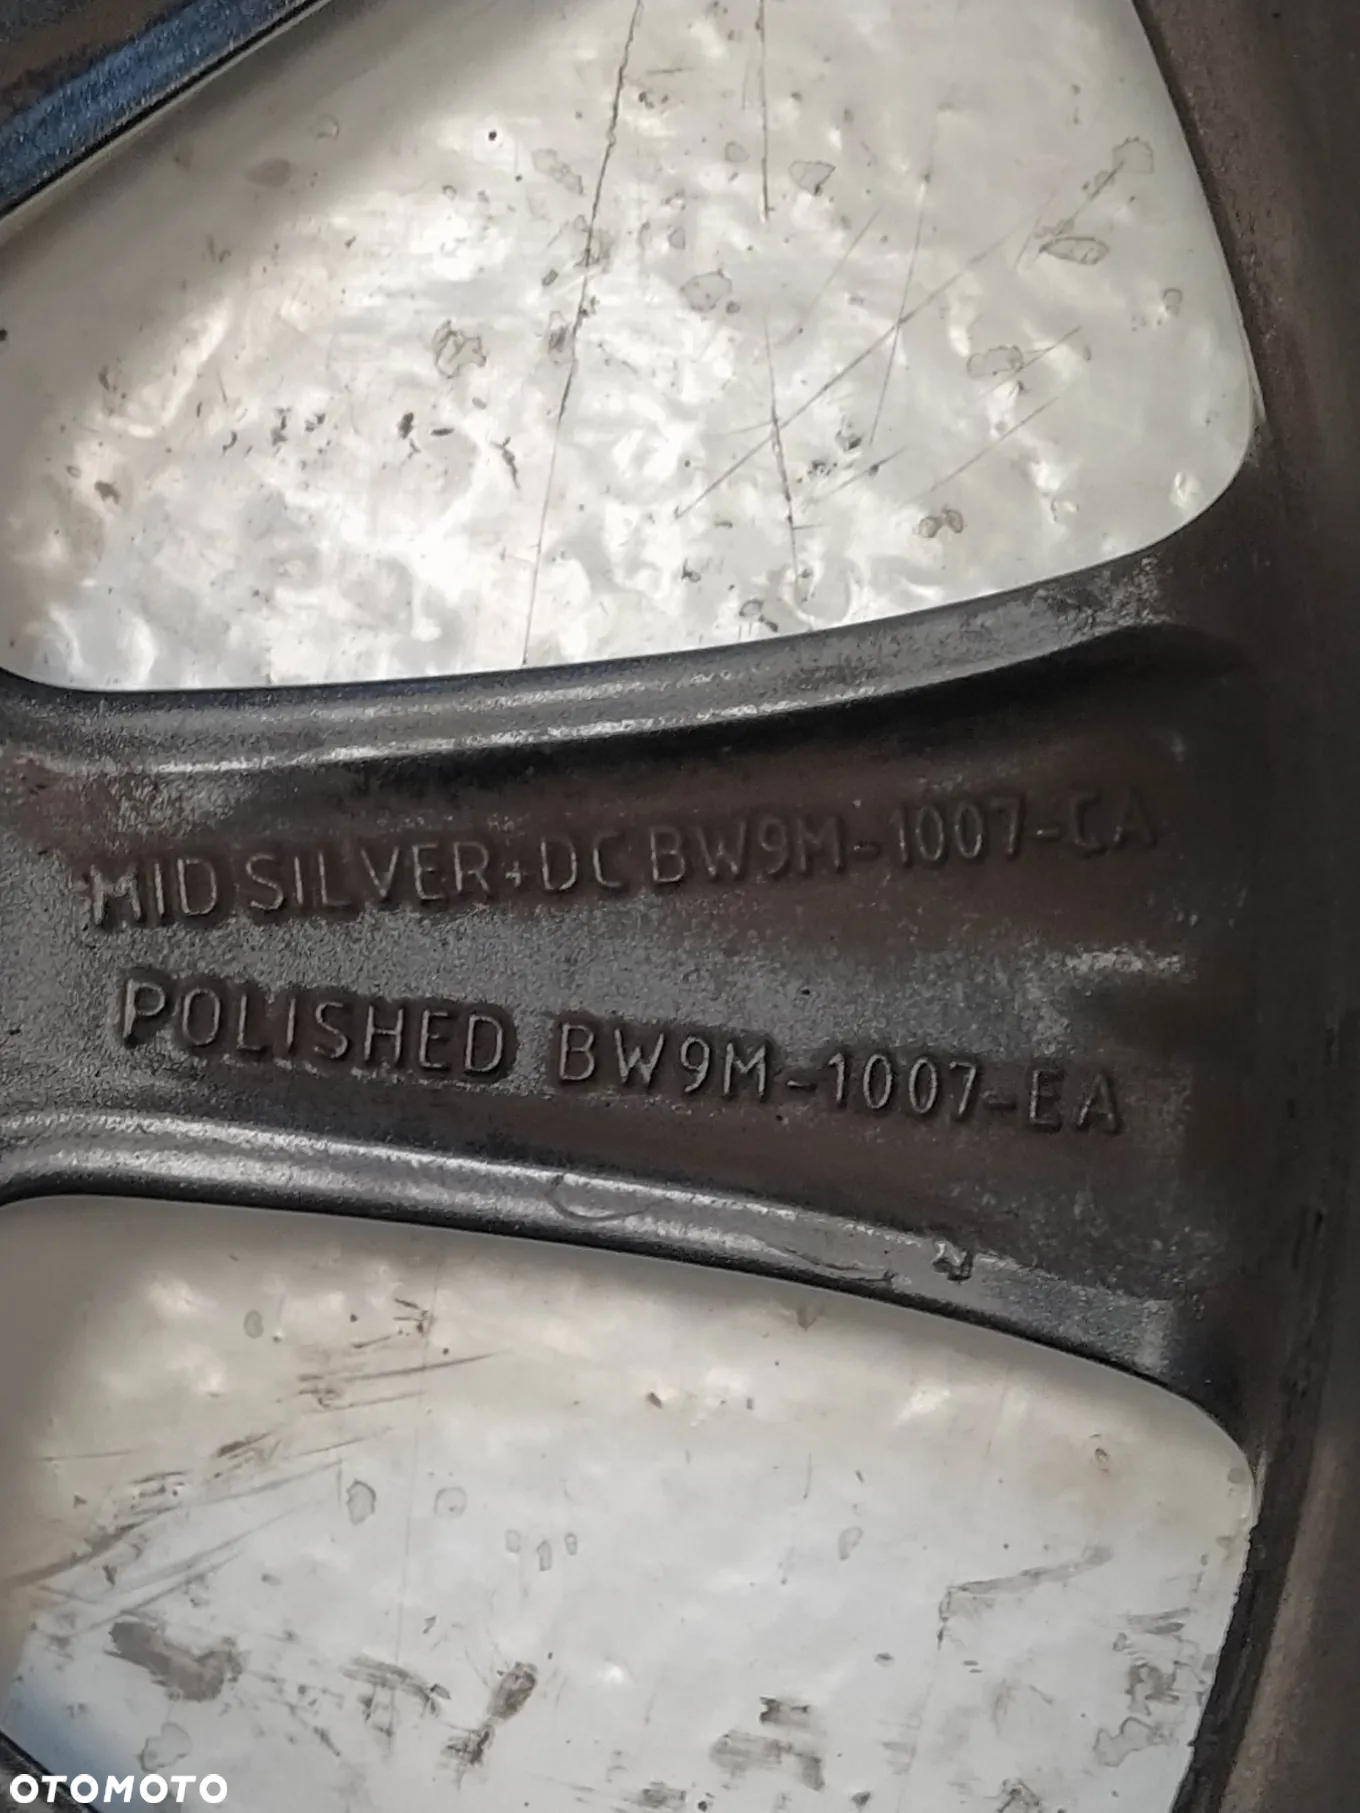 MID SILVER+DC BW9M-1007-CA
POLISHED BW9M-1007-EA
OTOMOTO